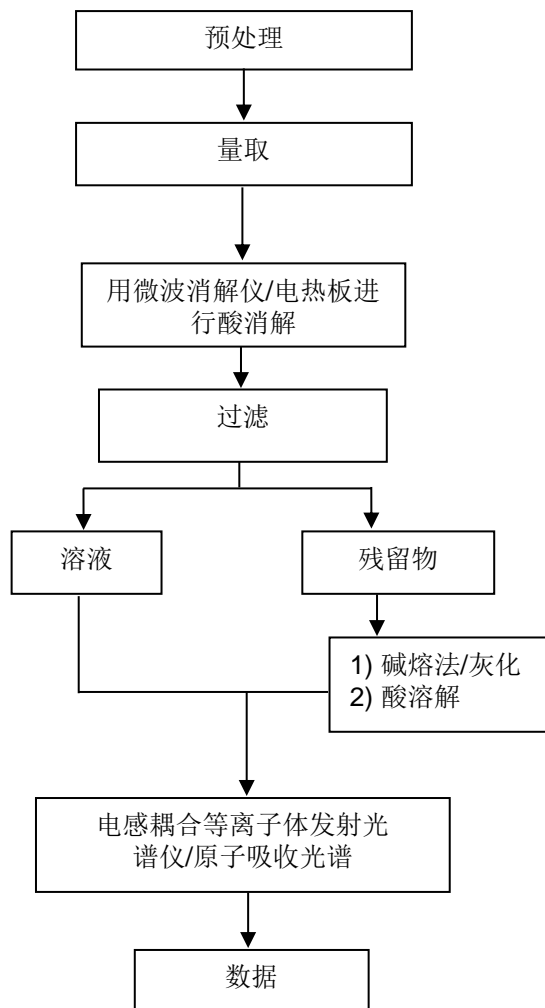 预处理
量取
用微波消解仪/电热板进
行酸消解
过滤
溶液
残留物
1) 碱熔法/灰化
2) 酸溶解
电感耦合等离子体发射光
谱仪/原子吸收光谱
数据